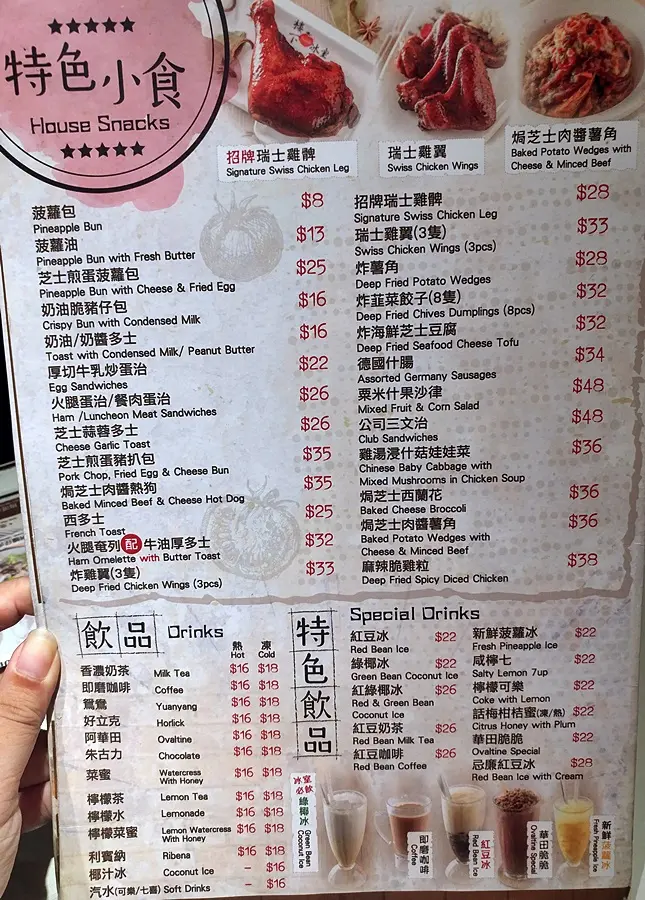 特色小食
House Snacks
招牌瑞士雞髀
Signature Swiss Chicken Leg
瑞士雞翼
Swiss Chicken Wings
焗芝士肉醬薯角
Baked Potato Wedges with
Cheese & Minced Beef
菠蘿包 $8
Pineapple Bun
菠蘿油 $13
Pineapple Bun with Fresh Butter
芝士煎蛋菠蘿包 $25
Pineapple Bun with Cheese & Fried Egg
奶油脆豬仔包 $16
Crispy Bun with Condensed Milk
奶油/奶醬多士 $16
Toast with Condensed Milk/ Peanut Butter
厚切牛乳炒蛋治 $22
Egg Sandwiches
火腿蛋治/餐肉蛋治 $26
Ham /Luncheon Meat Sandwiches
芝士蒜蓉多士 $26
Cheese Garlic Toast
芝士煎蛋豬扒包 $35
Pork Chop, Fried Egg & Cheese Bun
焗芝士肉醬熱狗 $35
Baked Minced Beef & Cheese Hot Dog
西多士 $25
French Toast
火腿奄列配牛油厚多士 $32
Ham Omelette with Butter Toast
炸雞翼(3隻) $33
Deep Fried Chicken Wings (3pcs)
招牌瑞士雞髀 $28
Signature Swiss Chicken Leg
瑞士雞翼(3隻) $33
Swiss Chicken Wings (3pcs)
炸薯角 $28
Deep Fried Potato Wedges
炸韮菜餃子(8隻) $32
Deep Fried Chives Dumplings (8pcs)
炸海鮮芝士豆腐 $32
Deep Fried Seafood Cheese Tofu
德國什腸 $34
Assorted Germany Sausages
粟米什果沙律 $48
Mixed Fruit & Corn Salad
公司三文治 $48
Club Sandwiches
雞湯浸什菇娃娃菜 $36
Chinese Baby Cabbage with
Mixed Mushrooms in Chicken Soup
焗芝士西蘭花 $36
Baked Cheese Broccoli
焗芝士肉醬薯角 $36
Baked Potato Wedges with
Cheese & Minced Beef
麻辣脆雞粒 $38
Deep Fried Spicy Diced Chicken
飲品 Drinks
熱 凍
Hot Cold
香濃奶茶 Milk Tea $16 $18
即磨咖啡 Coffee $16 $18
鴛鴦 Yuanyang $16 $18
好立克 Horlick $16 $18
阿華田 Ovaltine $16 $18
朱古力 Chocolate $16 $18
菜蜜 Watercress With Honey $16 $18
檸檬茶 Lemon Tea $16 $18
檸檬水 Lemonade $16 $18
檸檬菜蜜 Lemon Watercress With Honey $16 $18
利賓納 Ribena $16 $18
椰汁冰 Coconut Ice – $16
汽水(可樂/七喜) Soft Drinks – $16
特色飲品
Special Drinks
紅豆冰 $22
Red Bean Ice
綠椰冰 $22
Green Bean Coconut Ice
紅綠椰冰 $26
Red & Green Bean
Coconut Ice
紅豆奶茶 $26
Red Bean Milk Tea
紅豆咖啡 $26
Red Bean Coffee
新鮮菠蘿冰 $22
Fresh Pineapple Ice
咸檸七 $22
Salty Lemon 7up
檸檬可樂 $22
Coke with Lemon
話梅柑桔蜜(凍/熱) $22
Citrus Honey with Plum
華田脆脆 $22
Ovaltine Special
忌廉紅豆冰 $28
Red Bean Ice with Cream
冰室必飲
綠椰冰
Green Bean Coconut Ice
即磨咖啡
Coffee
紅豆冰
Red Bean Ice
華田脆脆
Ovaltine Special
新鮮菠蘿冰
Fresh Pineapple Ice